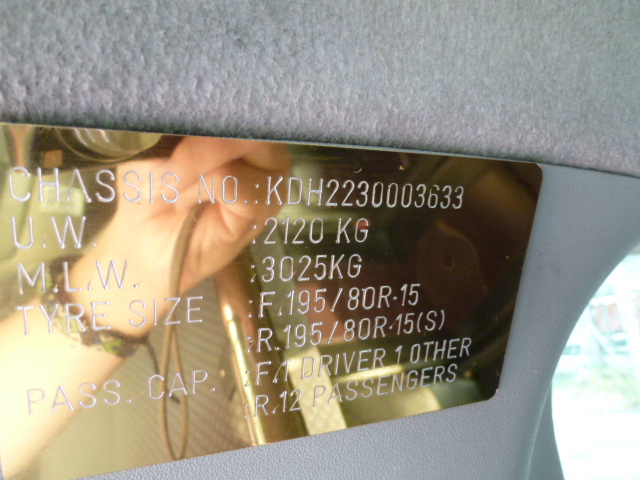 CHASSIS NO.:KDH2230003633
U.W. :2120 KG
M.L.W. :3025KG
TYRE SIZE :F.195/80R·15
:R.195/80R·15(S)
PASS. CAP. :F.1 DRIVER 1 OTHER
:R.12 PASSENGERS